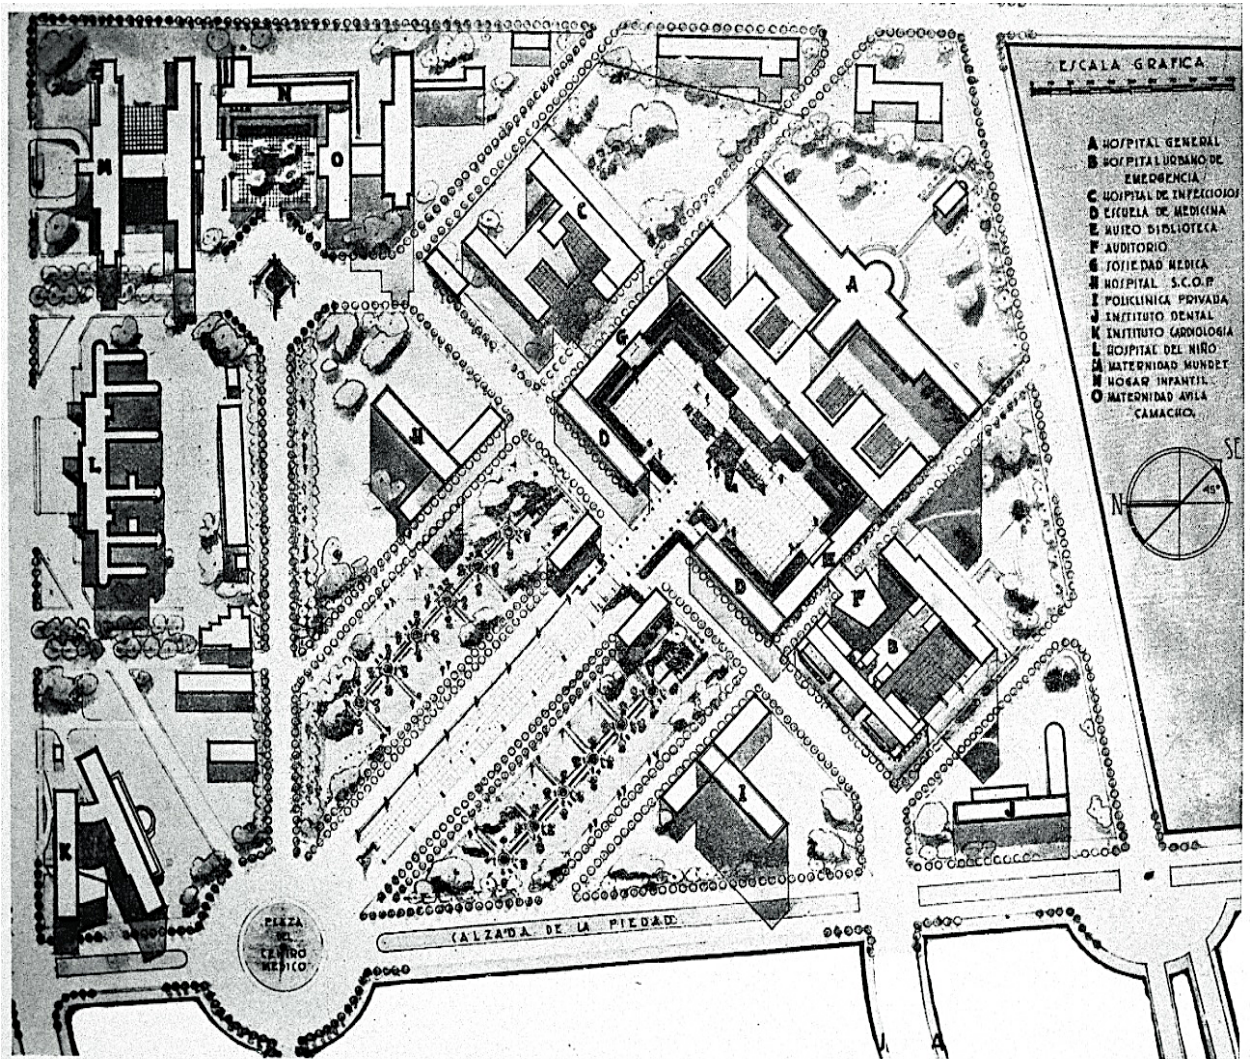 ESCALA GRAFICA
A HOSPITAL GENERAL
B HOSPITAL URBANO DE
EMERGENCIA
C HOSPITAL DE INFECCIOSOS
D ESCUELA DE MEDICINA
E MUSEO BIBLIOTECA
F AUDITORIO
G SOSIEDAD MEDICA
H HOSPITAL S.C.O.P.
I POLICLINICA PRIVADA
J INSTITUTO DENTAL
K INSTITUTO CARDIOLOGIA
L HOSPITAL DEL NIÑO
M MATERNIDAD MUNDET
N HOGAR INFANTIL
O MATERNIDAD AVILA
CAMACHO.
SE
45°
N
M
N
O
C
A
G
L
H
D
D
E
F
B
I
J
K
PLAZA
DEL
CENTRO
MEDICO
CALZADA DE LA PIEDAD
A